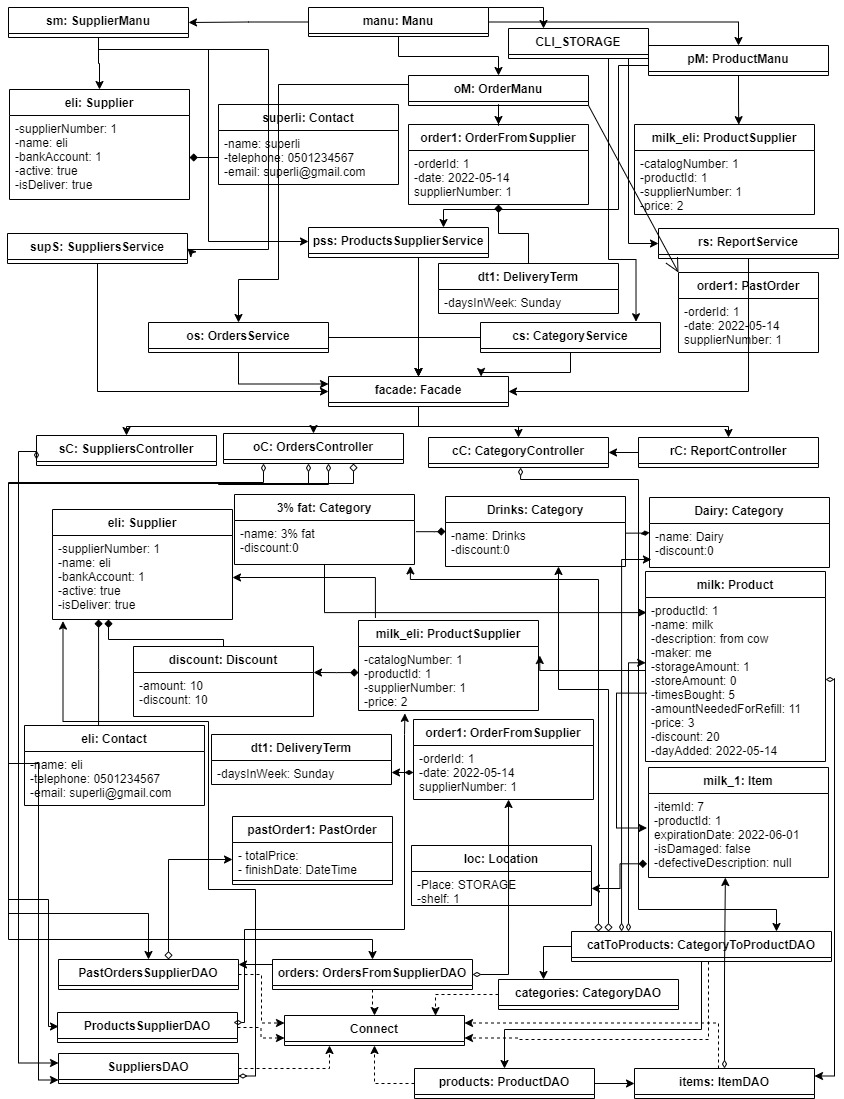 sm: SupplierManu
manu: Manu
CLI_STORAGE
pM: ProductManu
eli: Supplier
-supplierNumber: 1
-name: eli
-bankAccount: 1
-active: true
-isDeliver: true
superli: Contact
-name: superli
-telephone: 0501234567
-email: superli@gmail.com
oM: OrderManu
order1: OrderFromSupplier
-orderId: 1
-date: 2022-05-14
supplierNumber: 1
milk_eli: ProductSupplier
-catalogNumber: 1
-productId: 1
-supplierNumber: 1
-price: 2
supS: SuppliersService
pss: ProductsSupplierService
rs: ReportService
dt1: DeliveryTerm
-daysInWeek: Sunday
order1: PastOrder
-orderId: 1
-date: 2022-05-14
supplierNumber: 1
os: OrdersService
cs: CategoryService
facade: Facade
sC: SuppliersController
oC: OrdersController
cC: CategoryController
rC: ReportController
eli: Supplier
-supplierNumber: 1
-name: eli
-bankAccount: 1
-active: true
-isDeliver: true
3% fat: Category
-name: 3% fat
-discount:0
Drinks: Category
-name: Drinks
-discount:0
Dairy: Category
-name: Dairy
-discount:0
milk: Product
-productId: 1
-name: milk
-description: from cow
-maker: me
-storageAmount: 1
-storeAmount: 0
-timesBought: 5
-amountNeededForRefill: 11
-price: 3
-discount: 20
-dayAdded: 2022-05-14
discount: Discount
-amount: 10
-discount: 10
milk_eli: ProductSupplier
-catalogNumber: 1
-productId: 1
-supplierNumber: 1
-price: 2
eli: Contact
-name: eli
-telephone: 0501234567
-email: superli@gmail.com
dt1: DeliveryTerm
-daysInWeek: Sunday
order1: OrderFromSupplier
-orderId: 1
-date: 2022-05-14
supplierNumber: 1
milk_1: Item
-itemId: 7
-productId: 1
expirationDate: 2022-06-01
-isDamaged: false
-defectiveDescription: null
pastOrder1: PastOrder
- totalPrice:
- finishDate: DateTime
loc: Location
-Place: STORAGE
-shelf: 1
catToProducts: CategoryToProductDAO
PastOrdersSupplierDAO
orders: OrdersFromSupplierDAO
categories: CategoryDAO
ProductsSupplierDAO
Connect
SuppliersDAO
products: ProductDAO
items: ItemDAO